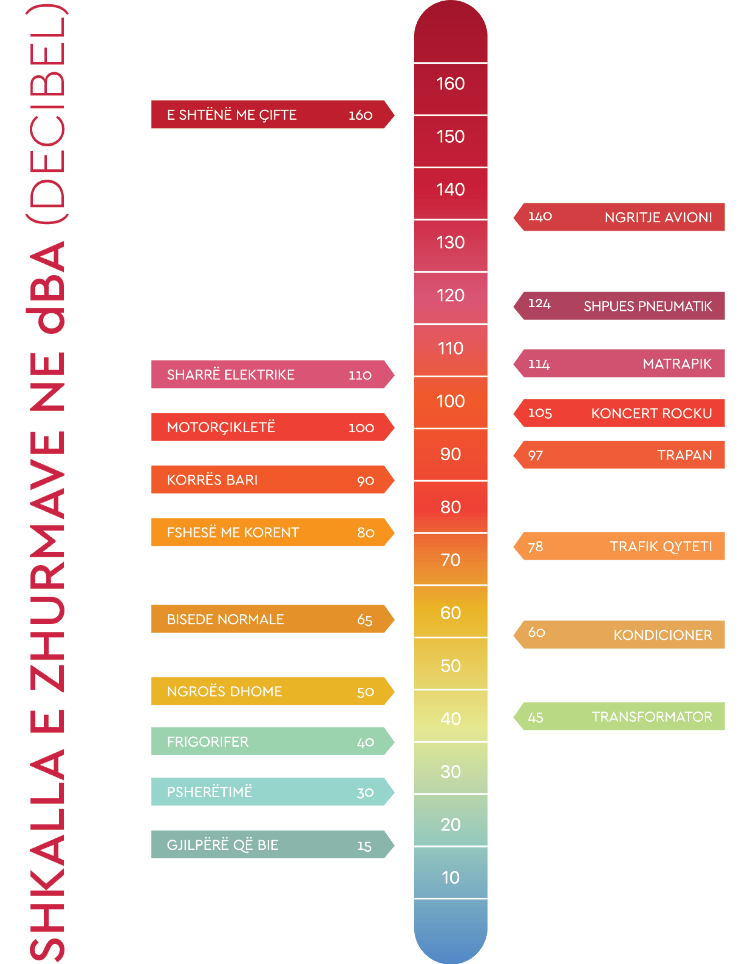 SHKALLA E ZHURMAVE NE dBA (DECIBEL)
E SHTËNË ME ÇIFTE 160
SHARRË ELEKTRIKE 110
MOTORÇIKLETË 100
KORRËS BARI 90
FSHESË ME KORENT 80
BISEDE NORMALE 65
NGROËS DHOME 50
FRIGORIFER 40
PSHERËTIMË 30
GJILPËRË QË BIE 15
160
150
140
130
120
110
100
90
80
70
60
50
40
30
20
10
140 NGRITJE AVIONI
124 SHPUES PNEUMATIK
114 MATRAPIK
105 KONCERT ROCKU
97 TRAPAN
78 TRAFIK QYTETI
60 KONDICIONER
45 TRANSFORMATOR